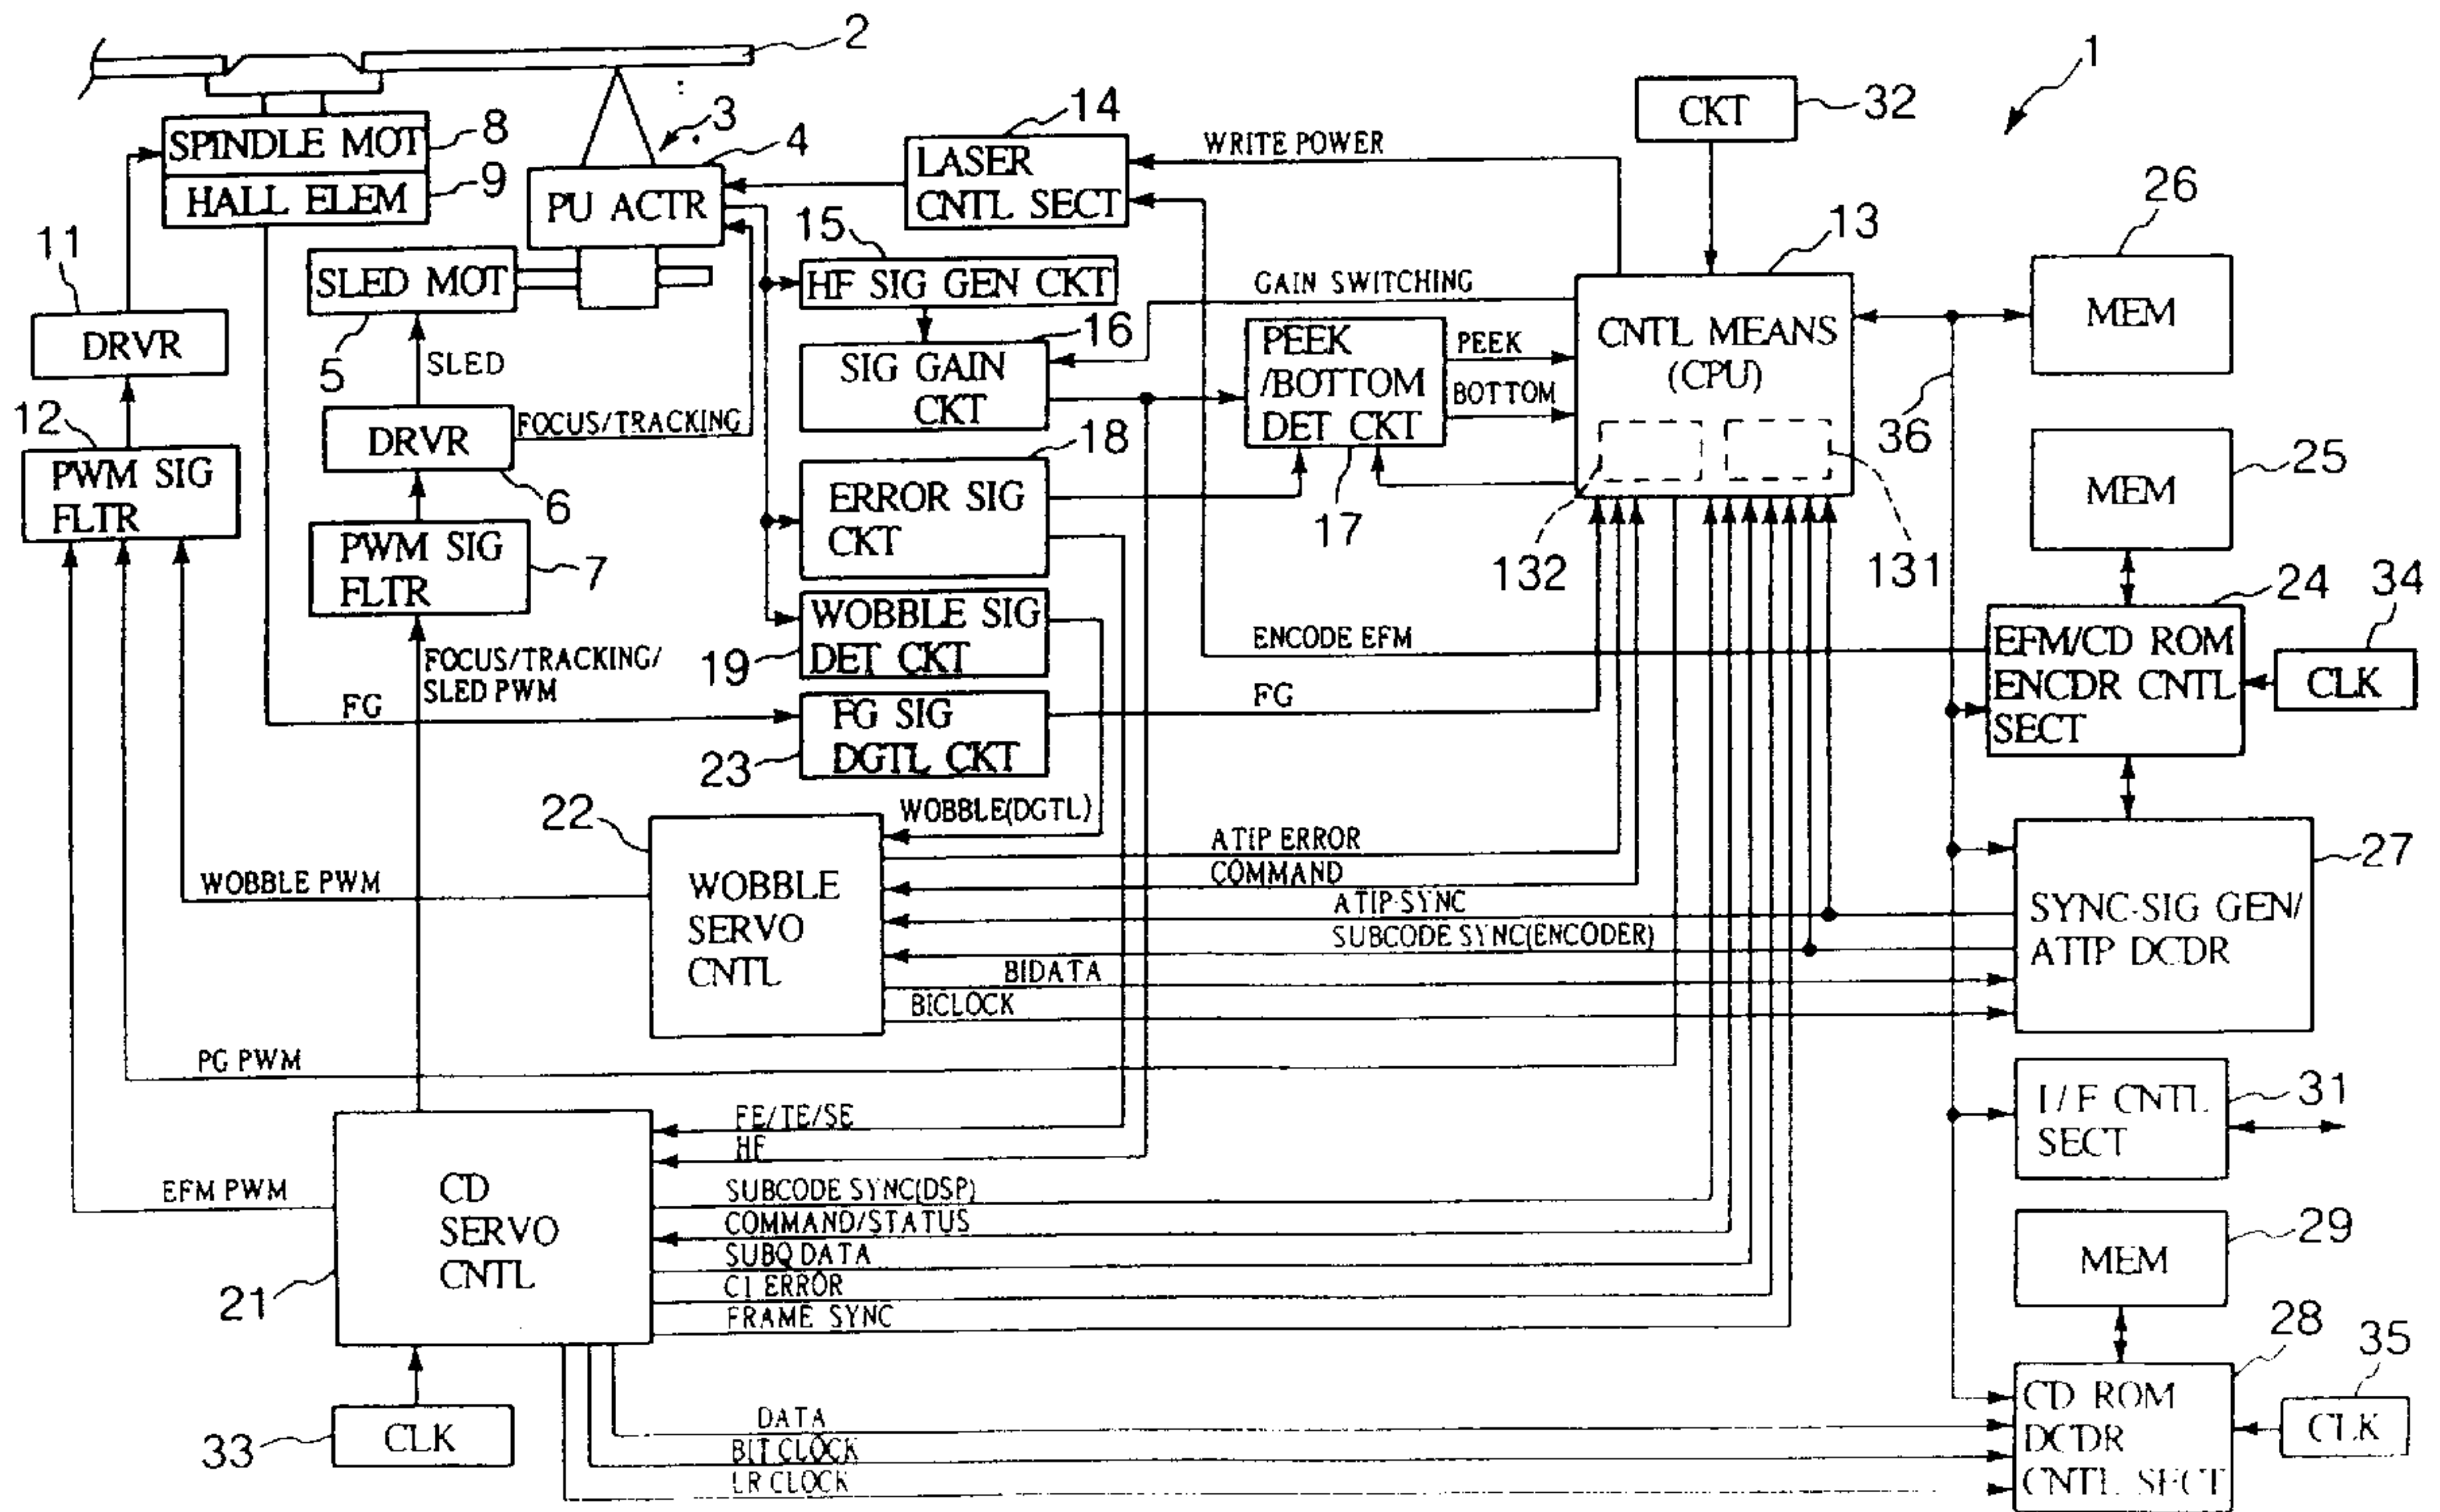 2
1
3
4
14
CKT
32
SPINDLE MOT
8
HALL ELEM
9
PU ACTR
LASER
CNTL SECT
WRITE POWER
13
26
MEM
11
DRVR
SLED MOT
5
SLED
15
HF SIG GEN CKT
16
SIG GAIN
CKT
GAIN SWITCHING
PEEK
/BOTTOM
DET CKT
17
PEEK
BOTTOM
CNTL MEANS
(CPU)
132
131
36
12
PWM SIG
FLTR
DRVR
6
FOCUS/TRACKING
18
ERROR SIG
CKT
25
MEM
PWM SIG
FLTR
7
WOBBLE SIG
DET CKT
19
24
34
EFM/CD ROM
ENCDR CNTL
SECT
CLK
ENCODE EFM
FOCUS/TRACKING/
SLED PWM
FG
FG SIG
DGTL CKT
23
FG
22
WOBBLE
SERVO
CNTL
WOBBLE(DGTL)
WOBBLE PWM
ATIP ERROR
COMMAND
ATIP-SYNC
SUBCODE SYNC(ENCODER)
BIDATA
BICLOCK
27
SYNC-SIG GEN/
ATIP DCDR
PG PWM
31
I/F CNTL
SECT
FE/TE/SE
HF
EFM PWM
CD
SERVO
CNTL
21
SUBCODE SYNC(DSP)
COMMAND/STATUS
SUBQ DATA
C1 ERROR
FRAME SYNC
29
MEM
28
35
CD ROM
DCDR
CNTL SECT
CLK
33
CLK
DATA
BIT CLOCK
LR CLOCK